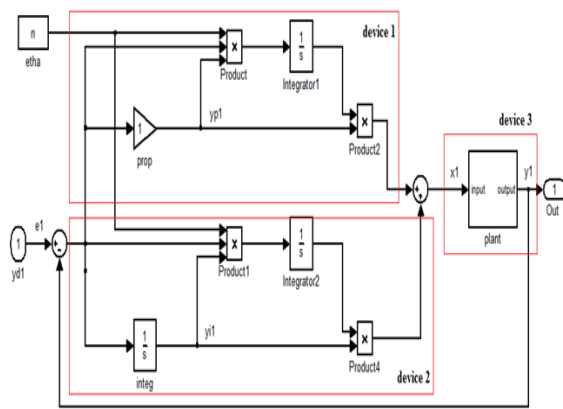 device 1
n
etha
×
Product
1
s
Integrator1
1
prop
yp1
×
Product2
device 3
x1
input
output
plant
y1
1
Out
+
+
e1
1
yd1
+
-
×
Product1
1
s
Integrator2
1
s
integ
yi1
×
Product4
device 2